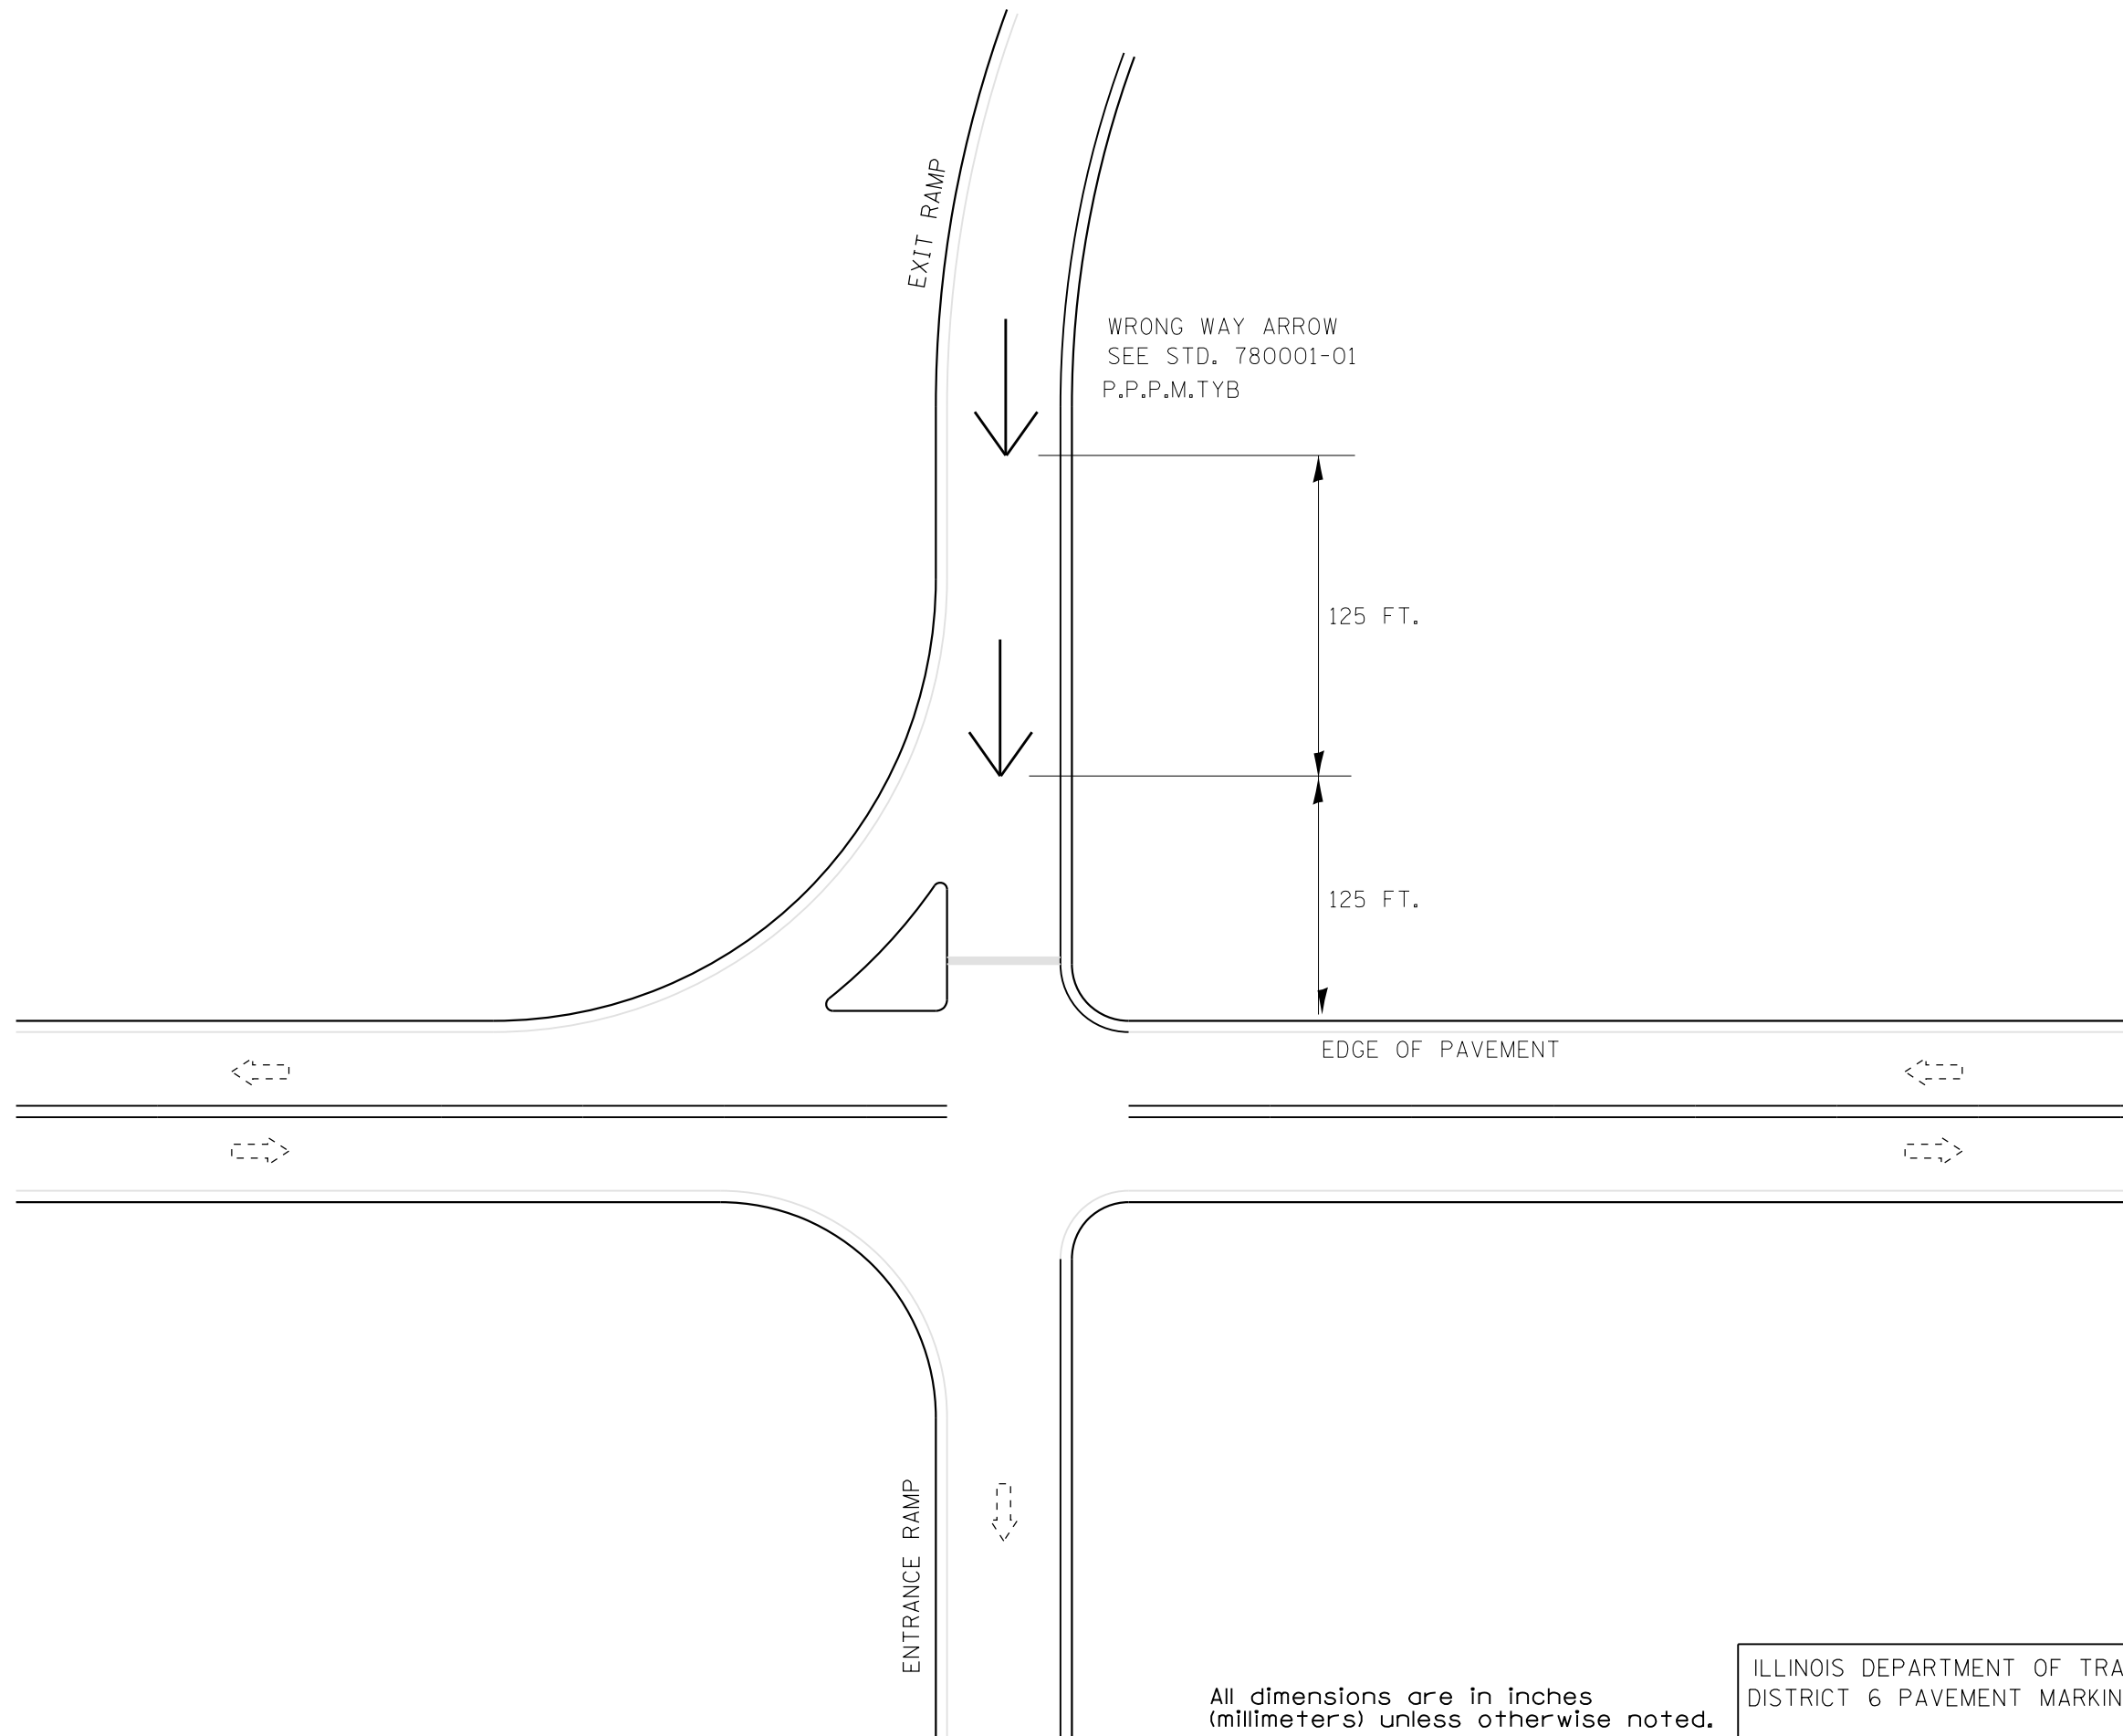 EXIT RAMP
WRONG WAY ARROW
SEE STD. 780001-01
P.P.P.M.TYB
125 FT.
125 FT.
EDGE OF PAVEMENT
ENTRANCE RAMP
All dimensions are in inches
(millimeters) unless otherwise noted.
ILLINOIS DEPARTMENT OF TRA
DISTRICT 6 PAVEMENT MARKIN